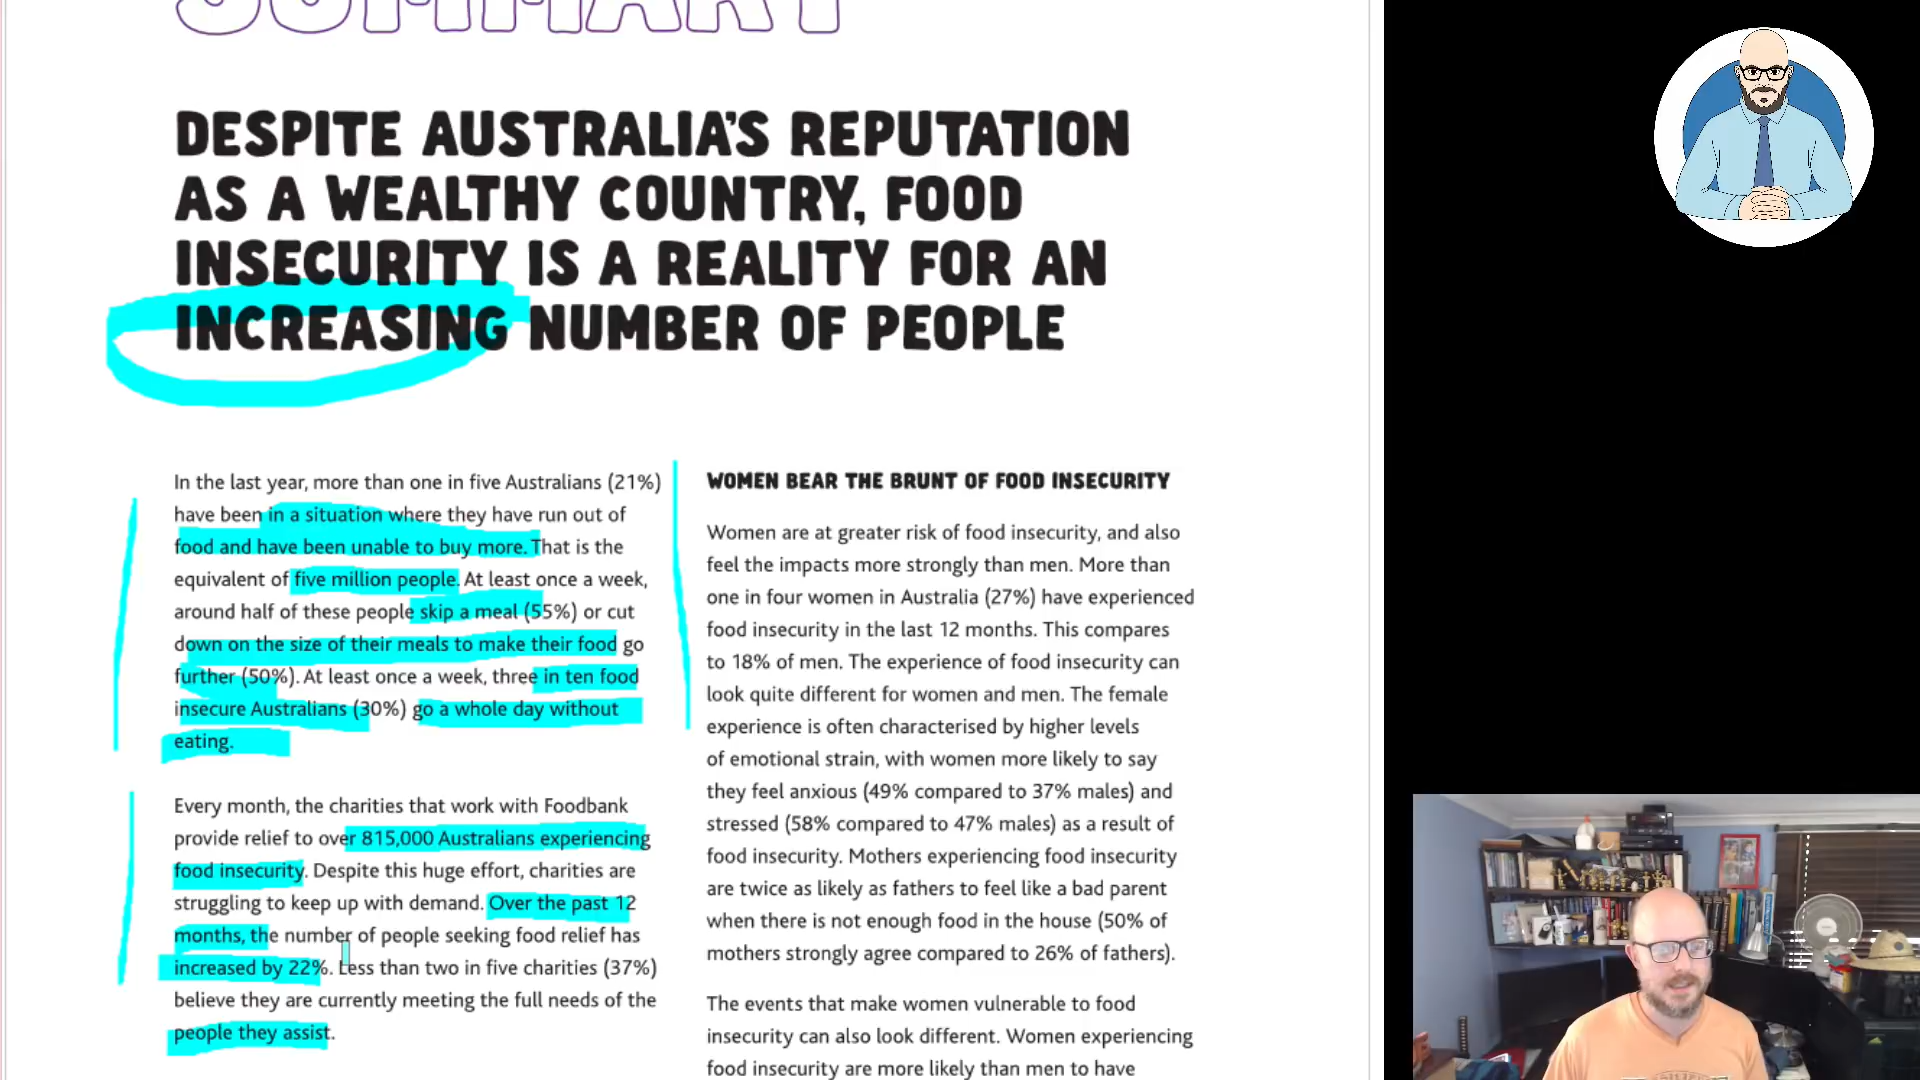 SUMMARY
DESPITE AUSTRALIA'S REPUTATION
AS A WEALTHY COUNTRY, FOOD
INSECURITY IS A REALITY FOR AN
INCREASING NUMBER OF PEOPLE
In the last year, more than one in five Australians (21%)
have been in a situation where they have run out of
food and have been unable to buy more. That is the
equivalent of five million people. At least once a week,
around half of these people skip a meal (55%) or cut
down on the size of their meals to make their food go
further (50%). At least once a week, three in ten food
insecure Australians (30%) go a whole day without
eating.
Every month, the charities that work with Foodbank
provide relief to over 815,000 Australians experiencing
food insecurity. Despite this huge effort, charities are
struggling to keep up with demand. Over the past 12
months, the number of people seeking food relief has
increased by 22%. Less than two in five charities (37%)
believe they are currently meeting the full needs of the
people they assist.
WOMEN BEAR THE BRUNT OF FOOD INSECURITY
Women are at greater risk of food insecurity, and also
feel the impacts more strongly than men. More than
one in four women in Australia (27%) have experienced
food insecurity in the last 12 months. This compares
to 18% of men. The experience of food insecurity can
look quite different for women and men. The female
experience is often characterised by higher levels
of emotional strain, with women more likely to say
they feel anxious (49% compared to 37% males) and
stressed (58% compared to 47% males) as a result of
food insecurity. Mothers experiencing food insecurity
are twice as likely as fathers to feel like a bad parent
when there is not enough food in the house (50% of
mothers strongly agree compared to 26% of fathers).
The events that make women vulnerable to food
insecurity can also look different. Women experiencing
food insecurity are more likely than men to have